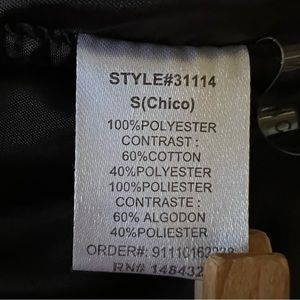 STYLE#31114
S(Chico)
100%POLYESTER
CONTRAST :
60%COTTON
40%POLYESTER
100%POLIESTER
CONTRASTE :
60% ALGODON
40%POLIESTER
ORDER#:
RN#